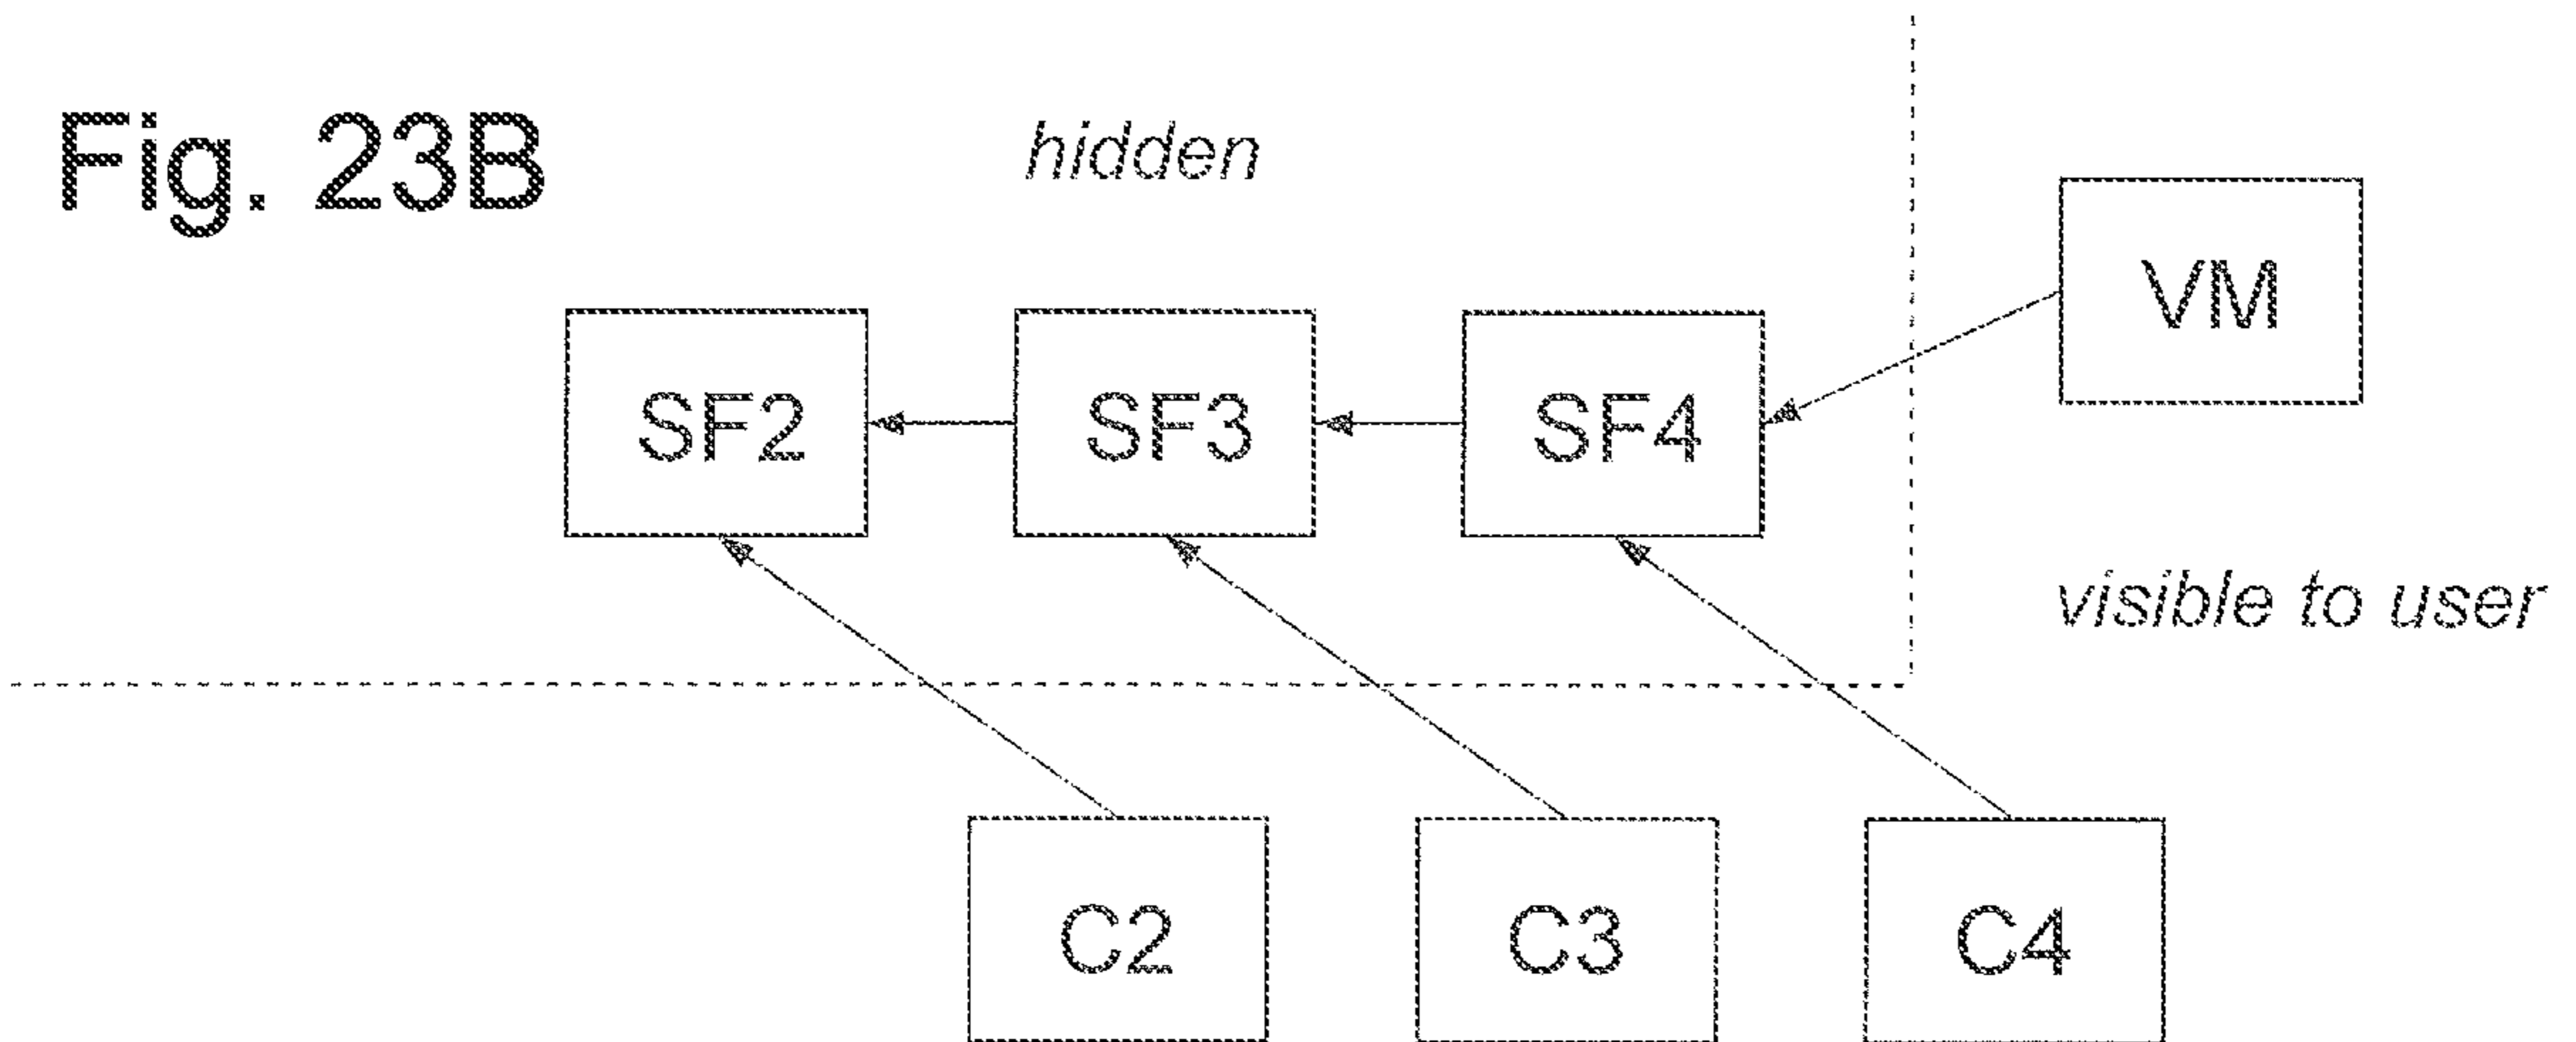 Fig. 23B
hidden
VM
SF2
SF3
SF4
visible to user
C2
C3
C4